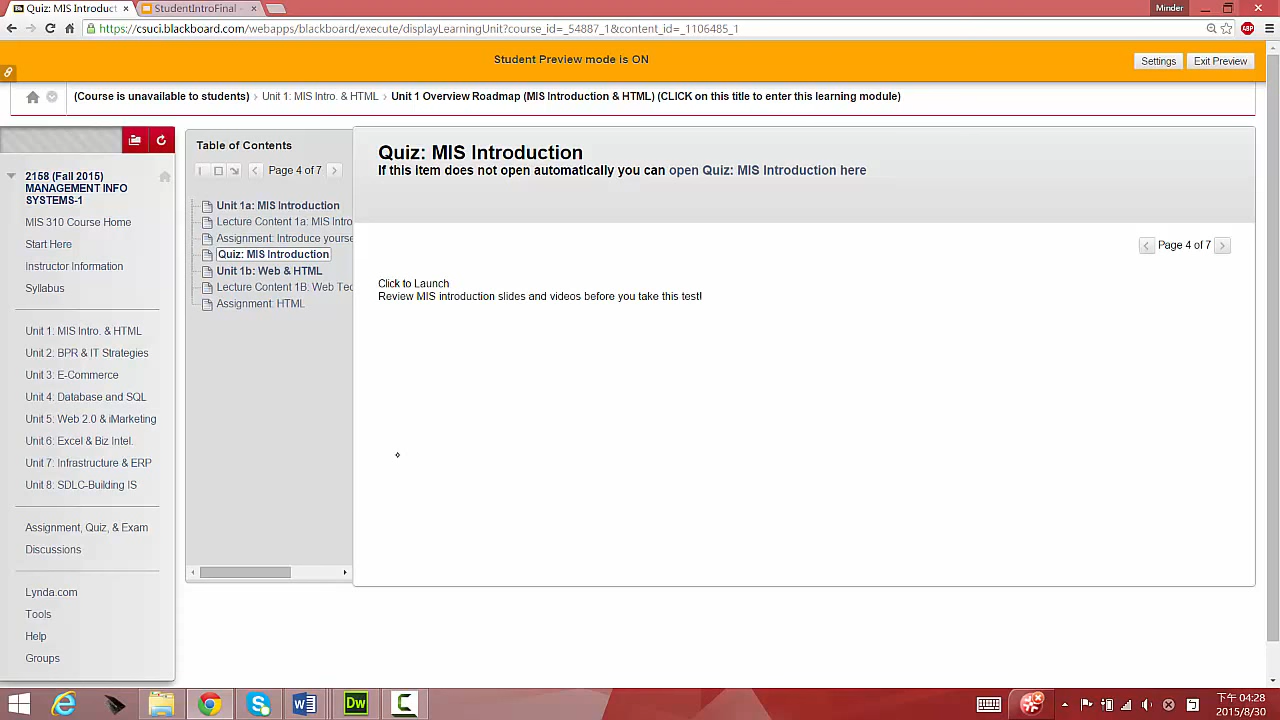 Quiz: MIS Introduct
StudentIntroFinal -
Minder
https://csuci.blackboard.com/webapps/blackboard/execute/displayLearningUnit?course_id=_54887_1&content_id=_1106485_1
ABP
Student Preview mode is ON
Settings
Exit Preview
(Course is unavailable to students) › Unit 1: MIS Intro. & HTML › Unit 1 Overview Roadmap (MIS Introduction & HTML) (CLICK on this title to enter this learning module)
2158 (Fall 2015)
MANAGEMENT INFO
SYSTEMS-1
MIS 310 Course Home
Start Here
Instructor Information
Syllabus
Unit 1: MIS Intro. & HTML
Unit 2: BPR & IT Strategies
Unit 3: E-Commerce
Unit 4: Database and SQL
Unit 5: Web 2.0 & iMarketing
Unit 6: Excel & Biz Intel.
Unit 7: Infrastructure & ERP
Unit 8: SDLC-Building IS
Assignment, Quiz, & Exam
Discussions
Lynda.com
Tools
Help
Groups
Table of Contents
Page 4 of 7
Unit 1a: MIS Introduction
Lecture Content 1a: MIS Intro
Assignment: Introduce yourse
Quiz: MIS Introduction
Unit 1b: Web & HTML
Lecture Content 1B: Web Tec
Assignment: HTML
Quiz: MIS Introduction
If this item does not open automatically you can open Quiz: MIS Introduction here
Page 4 of 7
Click to Launch
Review MIS introduction slides and videos before you take this test!
Dw
下午 04:28
2015/8/30